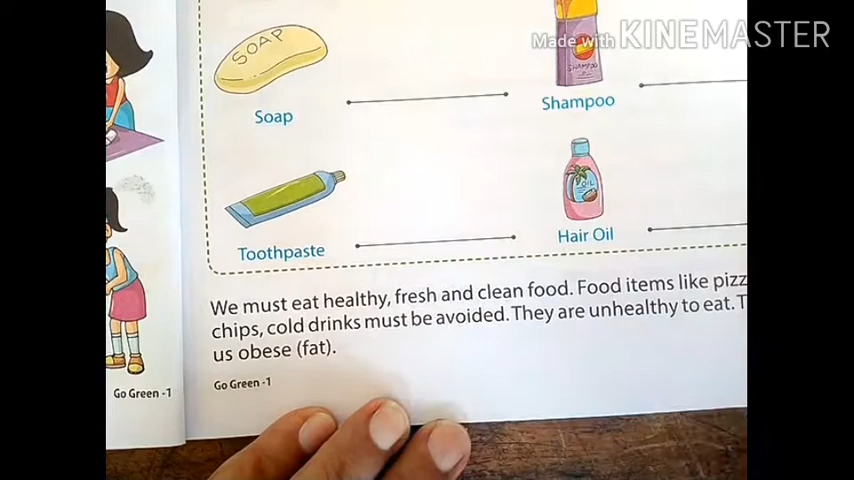 Made with KINEMASTER
SOAP
SHAMPOO
Soap
Shampoo
OIL
Toothpaste
Hair Oil
We must eat healthy, fresh and clean food. Food items like pizz
chips, cold drinks must be avoided. They are unhealthy to eat. T
us obese (fat).
Go Green -1
Go Green -1